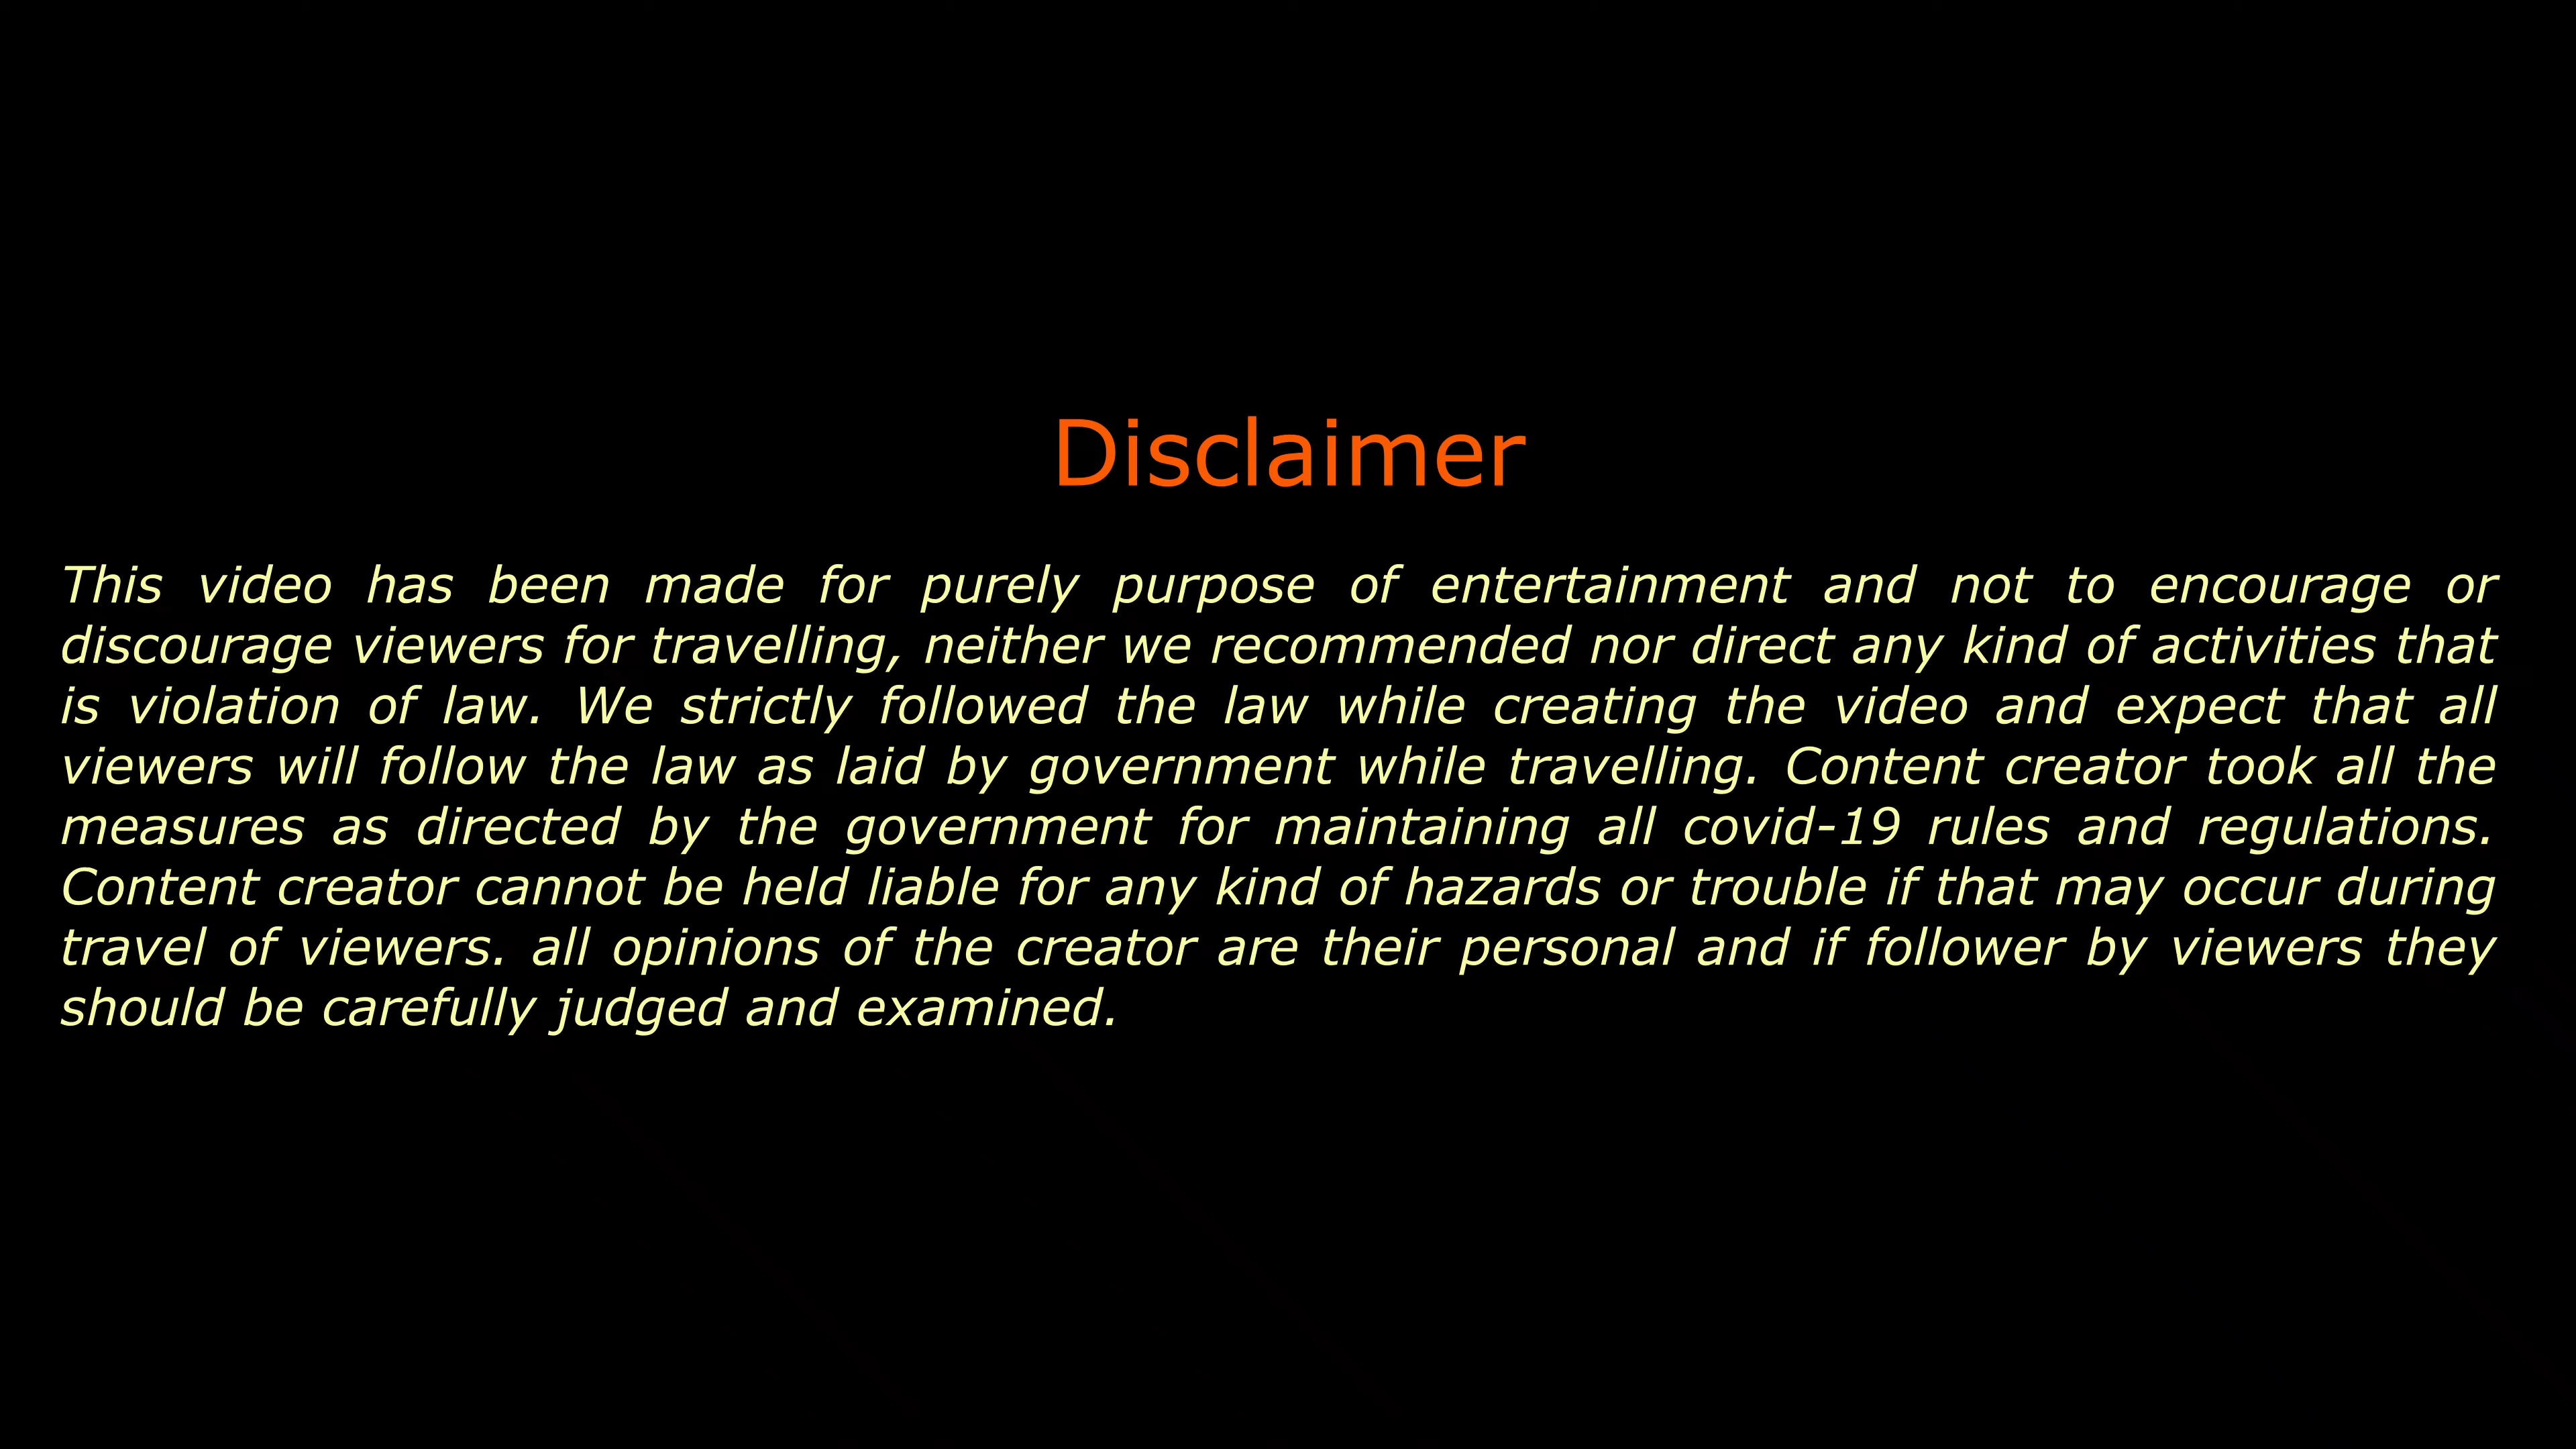 Disclaimer
This video has been made for purely purpose of entertainment and not to encourage or
discourage viewers for travelling, neither we recommended nor direct any kind of activities that
is violation of law. We strictly followed the law while creating the video and expect that all
viewers will follow the law as laid by government while travelling. Content creator took all the
measures as directed by the government for maintaining all covid-19 rules and regulations.
Content creator cannot be held liable for any kind of hazards or trouble if that may occur during
travel of viewers. all opinions of the creator are their personal and if follower by viewers they
should be carefully judged and examined.